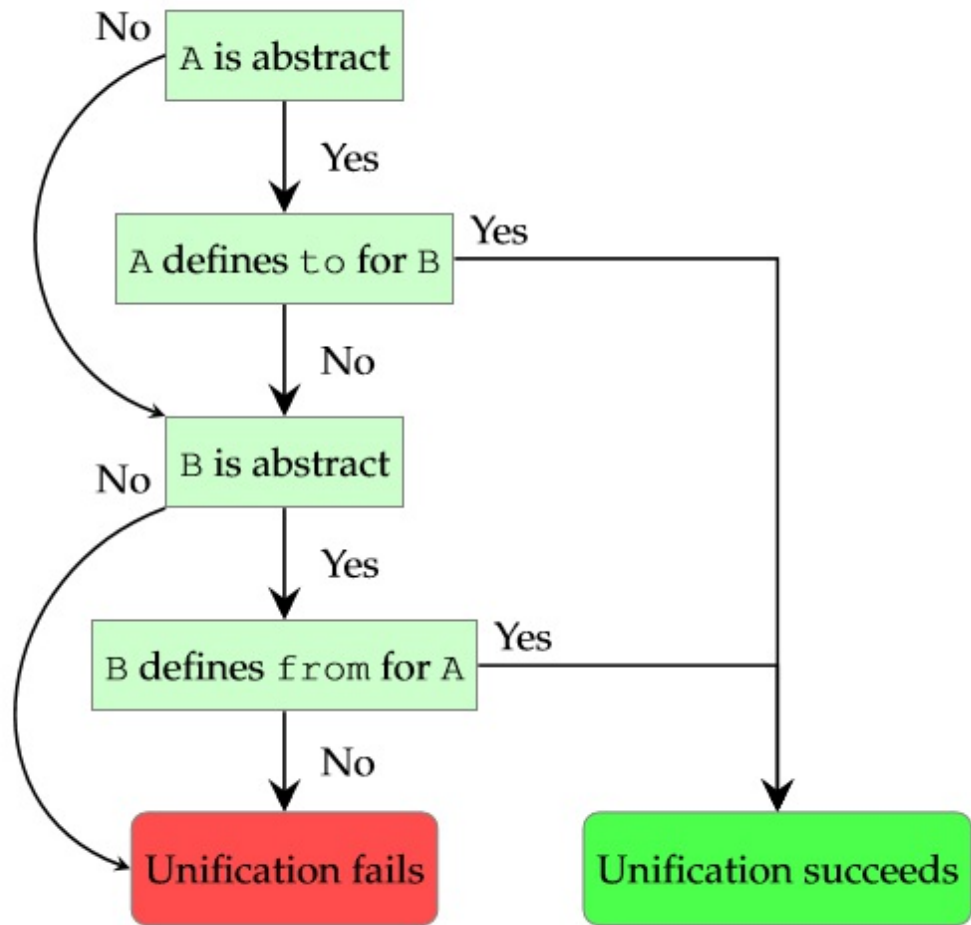 No
A is abstract
Yes
A defines to for B
Yes
No
B is abstract
No
Yes
B defines from for A
Yes
No
Unification fails
Unification succeeds